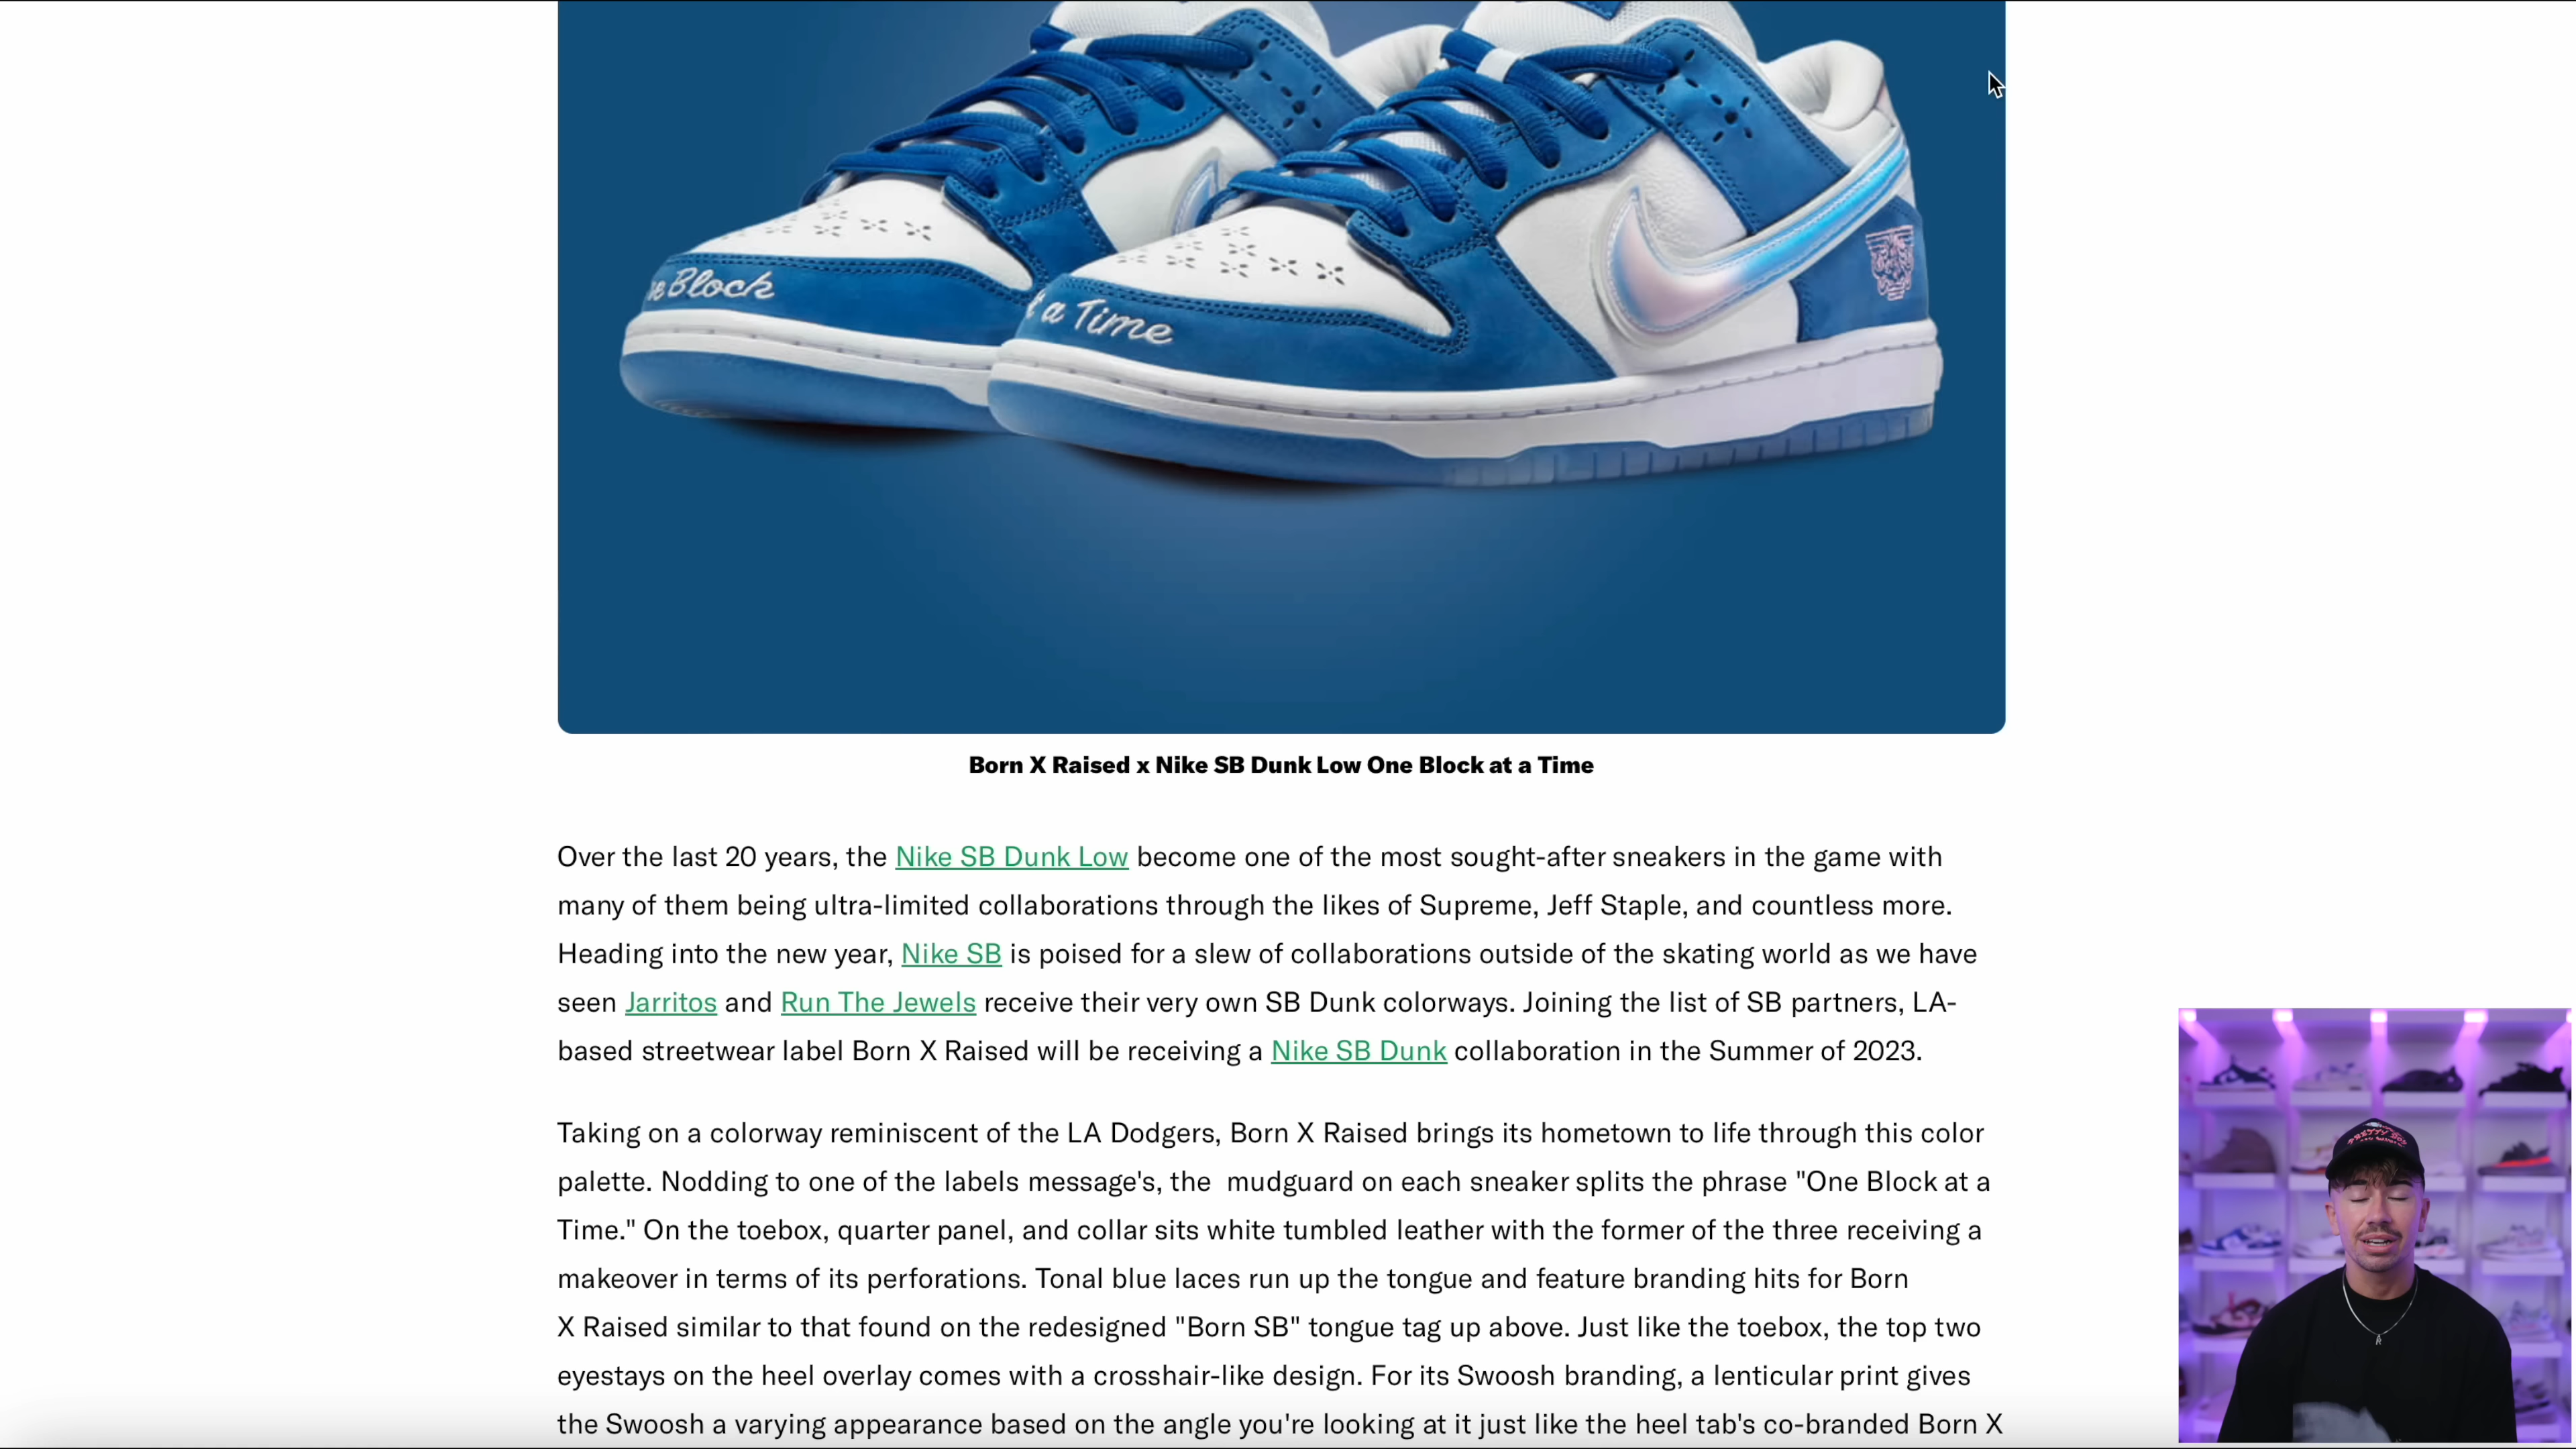 e Block
t a Time
Born X Raised x Nike SB Dunk Low One Block at a Time
Over the last 20 years, the Nike SB Dunk Low become one of the most sought-after sneakers in the game with
many of them being ultra-limited collaborations through the likes of Supreme, Jeff Staple, and countless more.
Heading into the new year, Nike SB is poised for a slew of collaborations outside of the skating world as we have
seen Jarritos and Run The Jewels receive their very own SB Dunk colorways. Joining the list of SB partners, LA-
based streetwear label Born X Raised will be receiving a Nike SB Dunk collaboration in the Summer of 2023.
Taking on a colorway reminiscent of the LA Dodgers, Born X Raised brings its hometown to life through this color
palette. Nodding to one of the labels message's, the  mudguard on each sneaker splits the phrase "One Block at a
Time." On the toebox, quarter panel, and collar sits white tumbled leather with the former of the three receiving a
makeover in terms of its perforations. Tonal blue laces run up the tongue and feature branding hits for Born
X Raised similar to that found on the redesigned "Born SB" tongue tag up above. Just like the toebox, the top two
eyestays on the heel overlay comes with a crosshair-like design. For its Swoosh branding, a lenticular print gives
the Swoosh a varying appearance based on the angle you're looking at it just like the heel tab's co-branded Born X